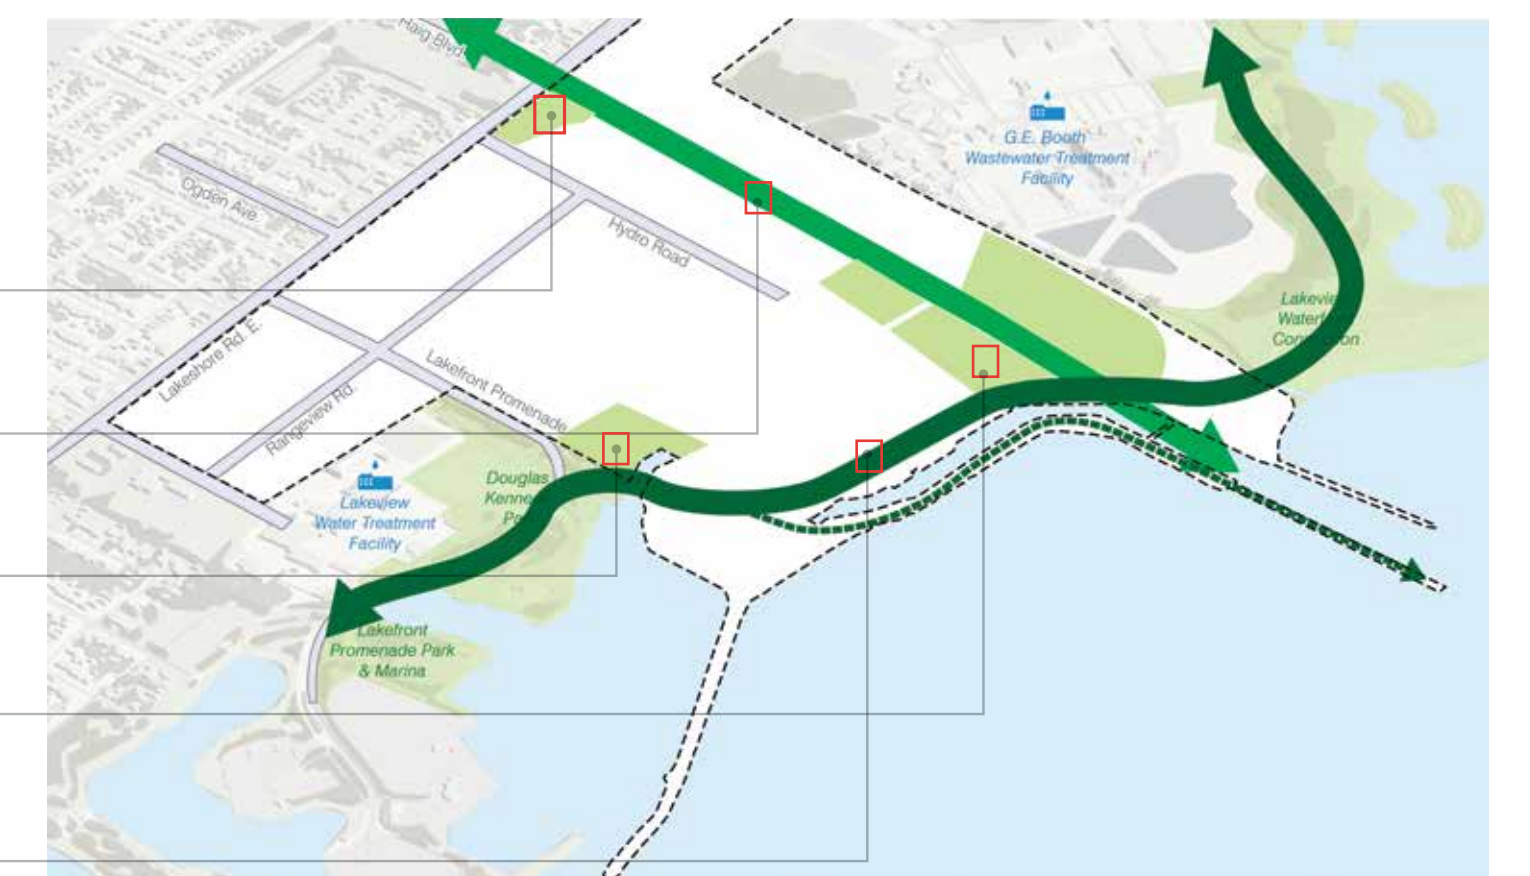 Haig Blvd.
G.E. Booth
Wastewater Treatment
Facility
Ogden Ave.
Hydro Road
Lakeshore Rd. E.
Lakefront Promenade
Rangeview Rd.
Lakeview
Water Treatment
Facility
Douglas
Lakefront
Promenade Park
& Marina